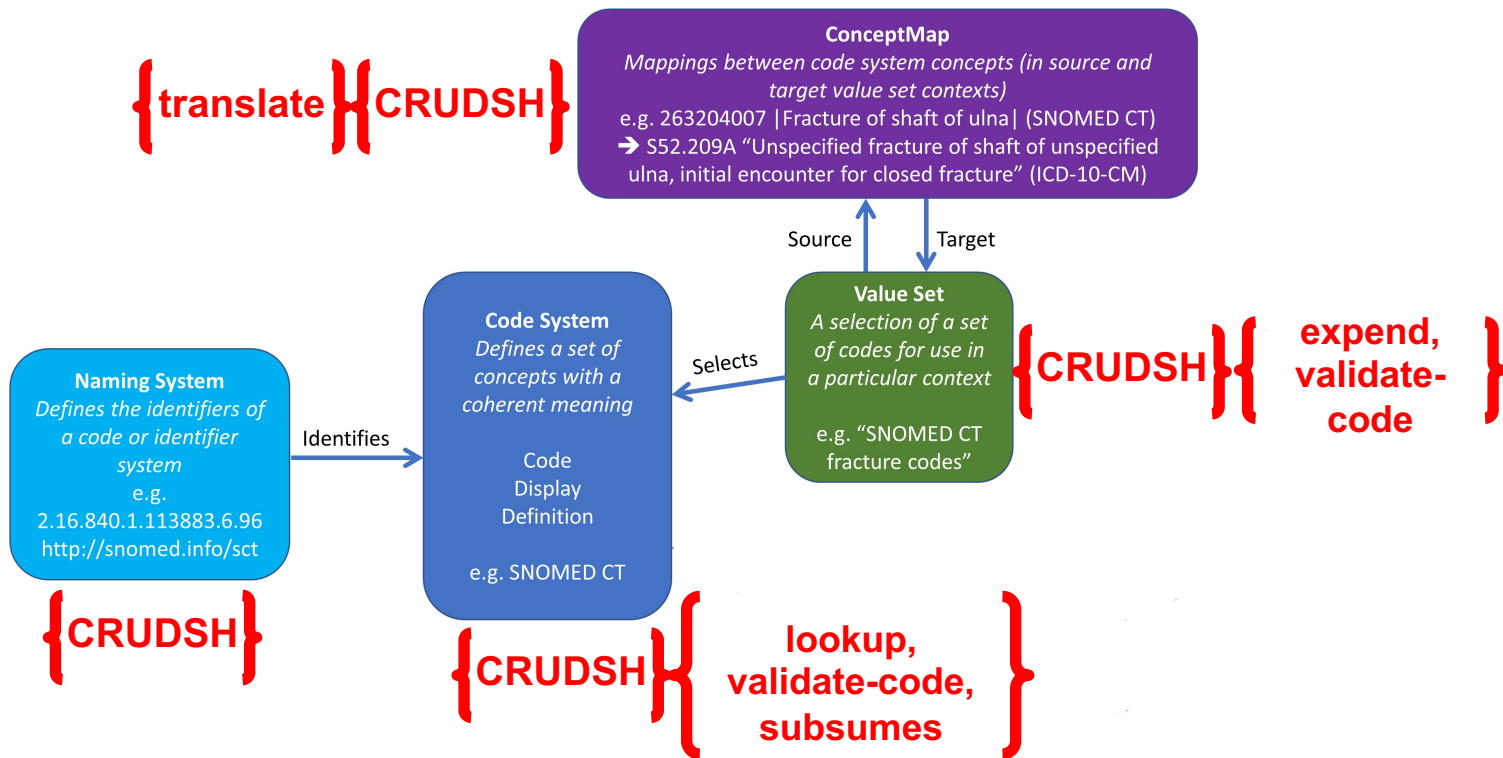 ConceptMap
Mappings between code system concepts (in source and
target value set contexts)
e.g. 263204007 |Fracture of shaft of ulna| (SNOMED CT)
➔ S52.209A “Unspecified fracture of shaft of unspecified
ulna, initial encounter for closed fracture” (ICD-10-CM)
translate
CRUDSH
Source
Target
Value Set
A selection of a set
of codes for use in
a particular context
e.g. “SNOMED CT
fracture codes”
CRUDSH
expend,
validate-
code
Selects
Code System
Defines a set of
concepts with a
coherent meaning
Code
Display
Definition
e.g. SNOMED CT
Identifies
Naming System
Defines the identifiers of
a code or identifier
system
e.g.
2.16.840.1.113883.6.96
http://snomed.info/sct
CRUDSH
CRUDSH
lookup,
validate-code,
subsumes